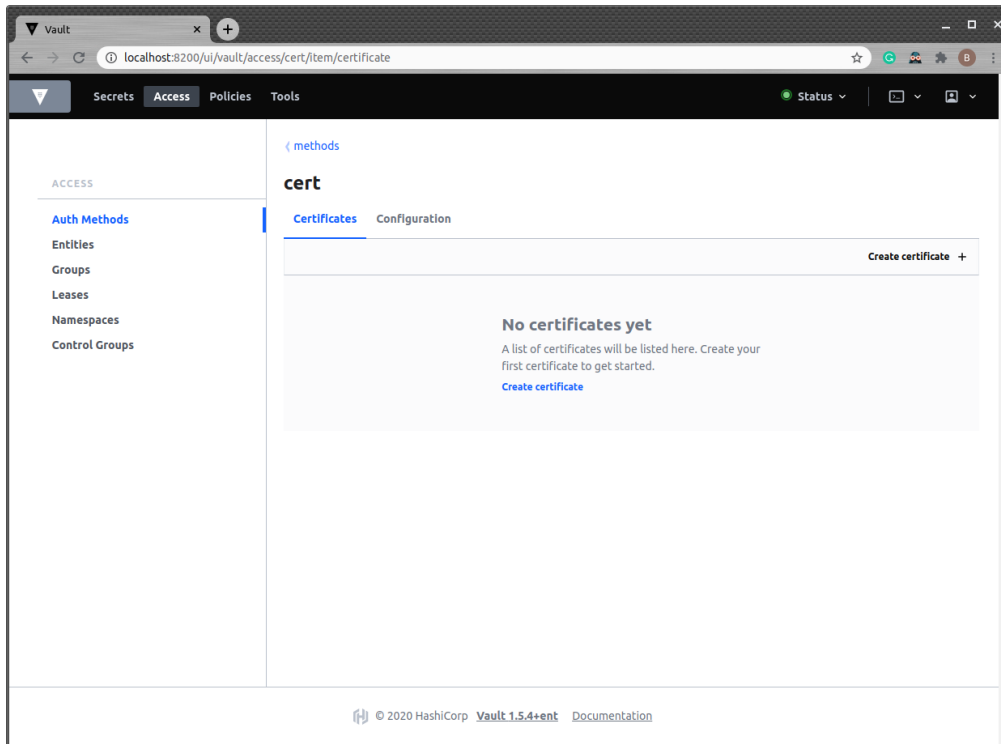 Vault
localhost:8200/ui/vault/access/cert/item/certificate
B
Secrets Access Policies Tools Status
methods
cert
ACCESS
Certificates Configuration
Auth Methods
Entities
Groups
Leases
Namespaces
Control Groups
Create certificate +
No certificates yet
A list of certificates will be listed here. Create your
first certificate to get started.
Create certificate
© 2020 HashiCorp Vault 1.5.4+ent Documentation